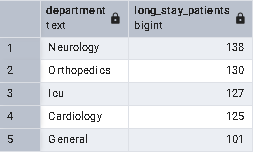 department long_stay_patients
text bigint
1 Neurology 138
2 Orthopedics 130
3 Icu 127
4 Cardiology 125
5 General 101